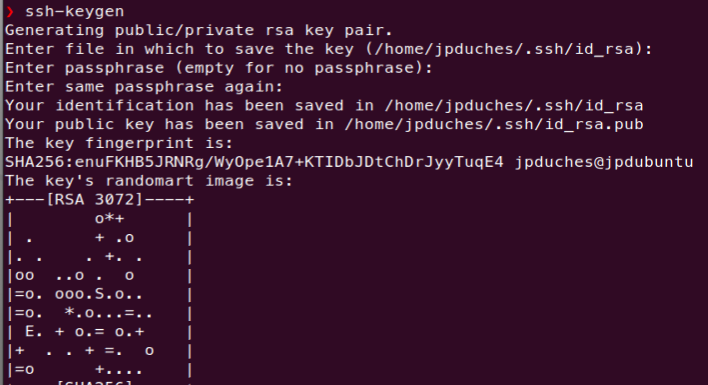 ❯ ssh-keygen
Generating public/private rsa key pair.
Enter file in which to save the key (/home/jpduches/.ssh/id_rsa):
Enter passphrase (empty for no passphrase):
Enter same passphrase again:
Your identification has been saved in /home/jpduches/.ssh/id_rsa
Your public key has been saved in /home/jpduches/.ssh/id_rsa.pub
The key fingerprint is:
SHA256:enuFKHB5JRNRg/WyOpe1A7+KTIDbJDtChDrJyyTuqE4 jpduches@jpdubuntu
The key's randomart image is:
+---[RSA 3072]----+
|         o*+     |
| .       + .o    |
|. .     . +. .   |
|oo  ..o .  o     |
|=o. ooo.S.o..    |
|=o.  *.o...=..   |
| E. + o.= o.+    |
|+  . . + =.  o   |
|=o      +....    |
+----[SHA256]-----+